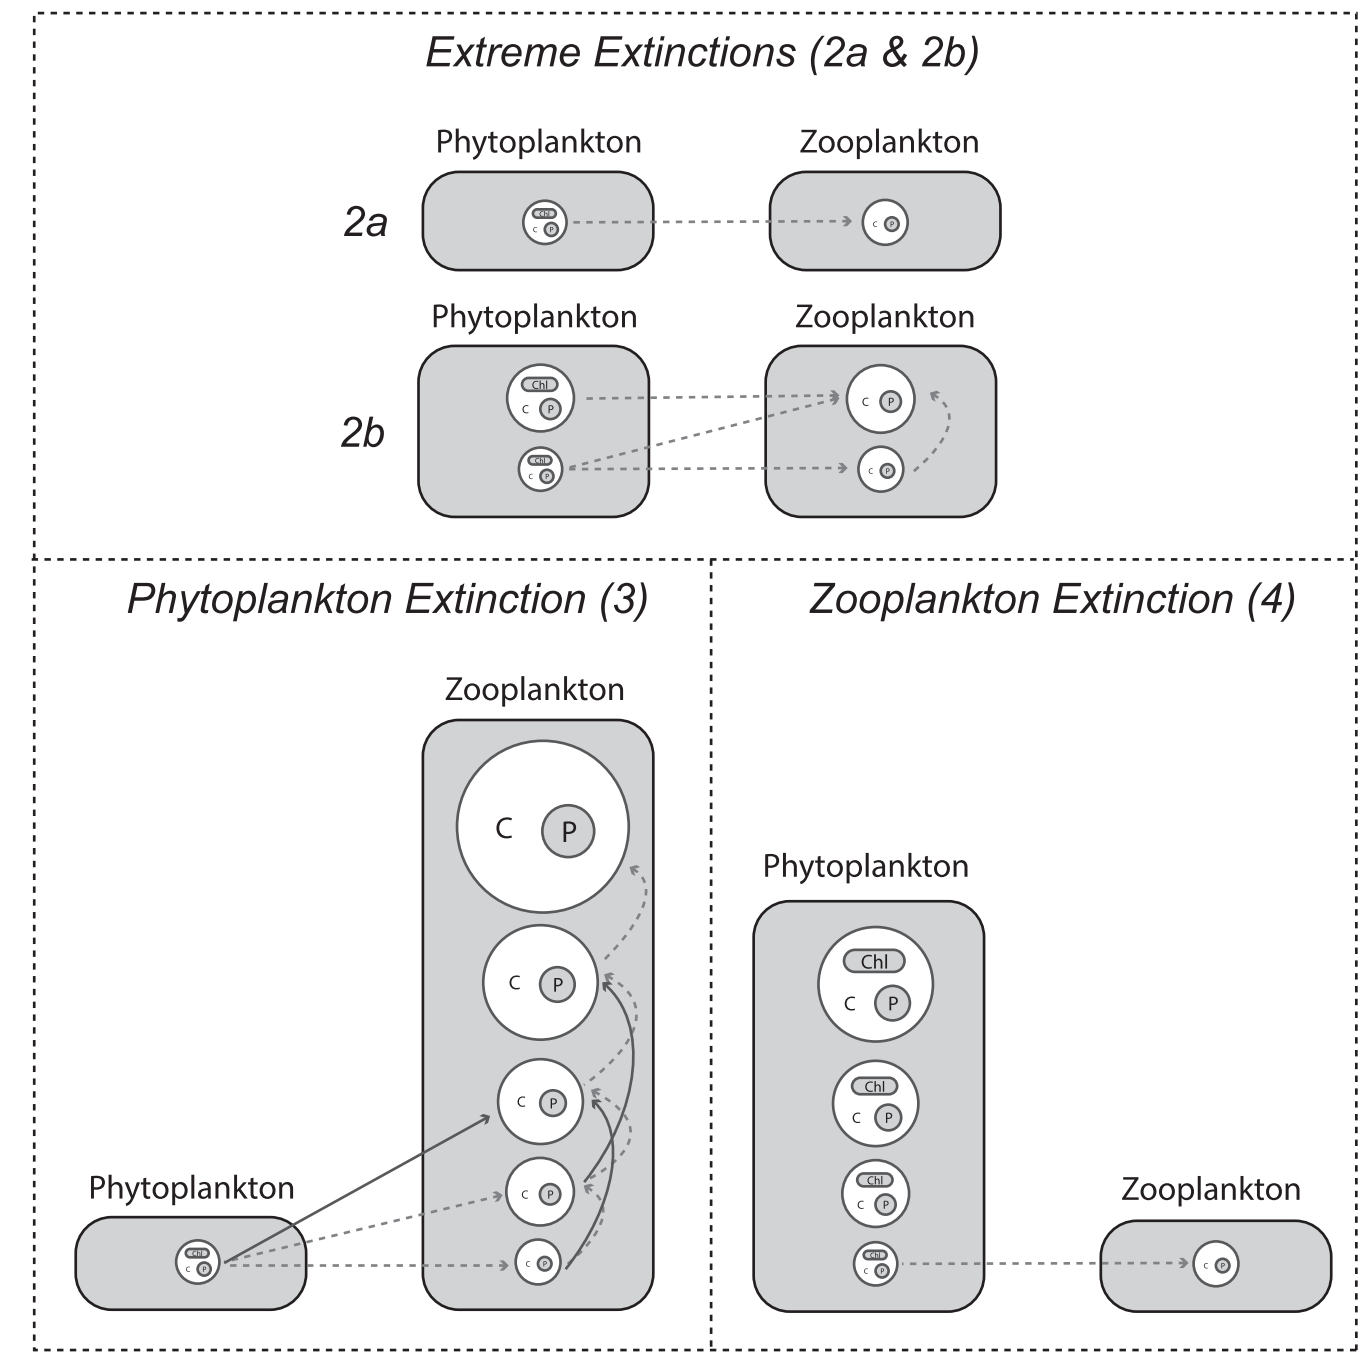 Extreme Extinctions (2a & 2b)
Phytoplankton Zooplankton
2a
Chl
C P
C P
Phytoplankton Zooplankton
2b
Chl
C P
C P
Chl
C P
C P
Phytoplankton Extinction (3)
Zooplankton
C P
C P
C P
C P
C P
Phytoplankton
Chl
C P
Zooplankton Extinction (4)
Phytoplankton
Chl
C P
Chl
C P
Chl
C P
Chl
C P
Zooplankton
C P